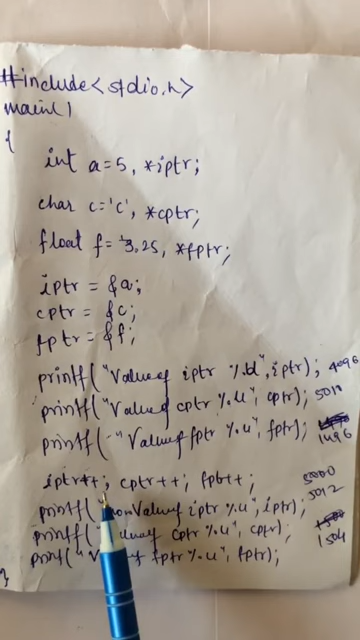 #include<stdio.h>
main()
{
int a=5, *iptr;
char c='c', *cptr;
float f= 3.25, *fptr;
iptr = &a;
cptr = &c;
fptr = &f;
printf("Value of iptr %u", iptr); 4096
printf("Value of cptr %u", cptr); 5010
printf(" Value of fptr %u", fptr); 1496
iptr++; cptr++; fptr++; 5000
printf(" Value of iptr %u", iptr); 5012
printf(" Value of cptr %u", cptr);
printf("V of fptr %u", fptr); 1504
}